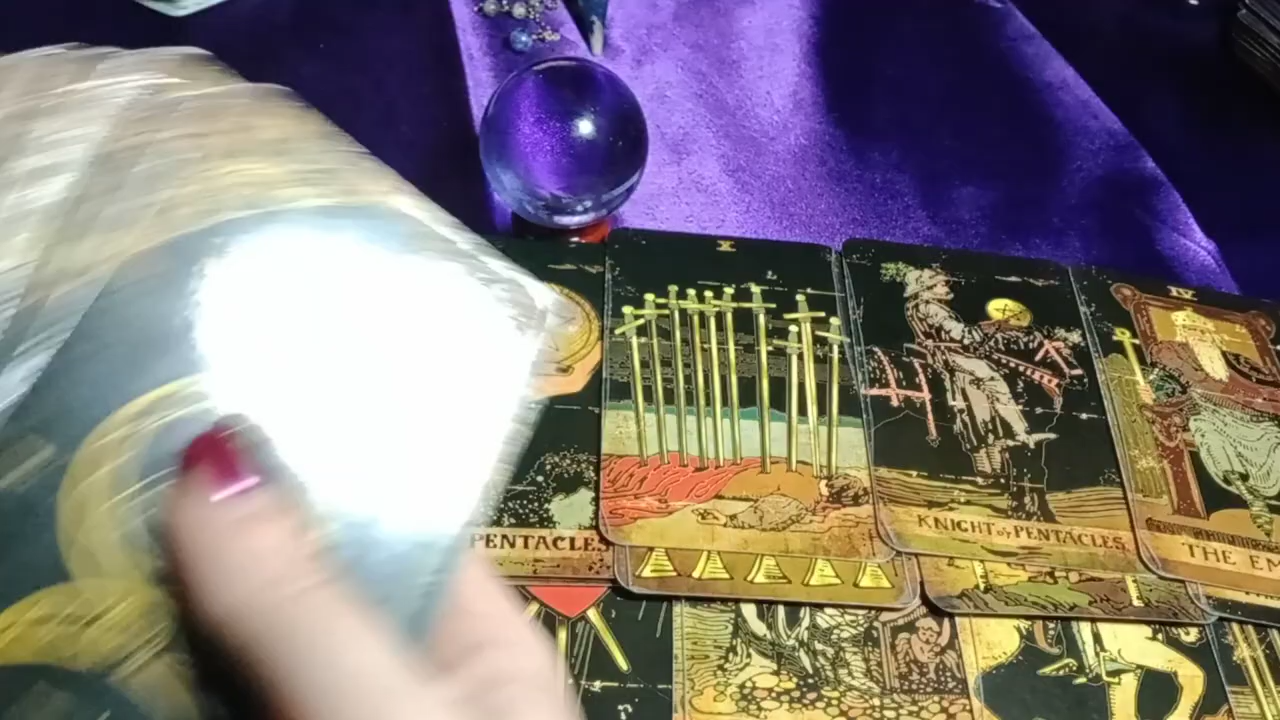 X
IV
PENTACLES
KNIGHT of PENTACLES
THE EM